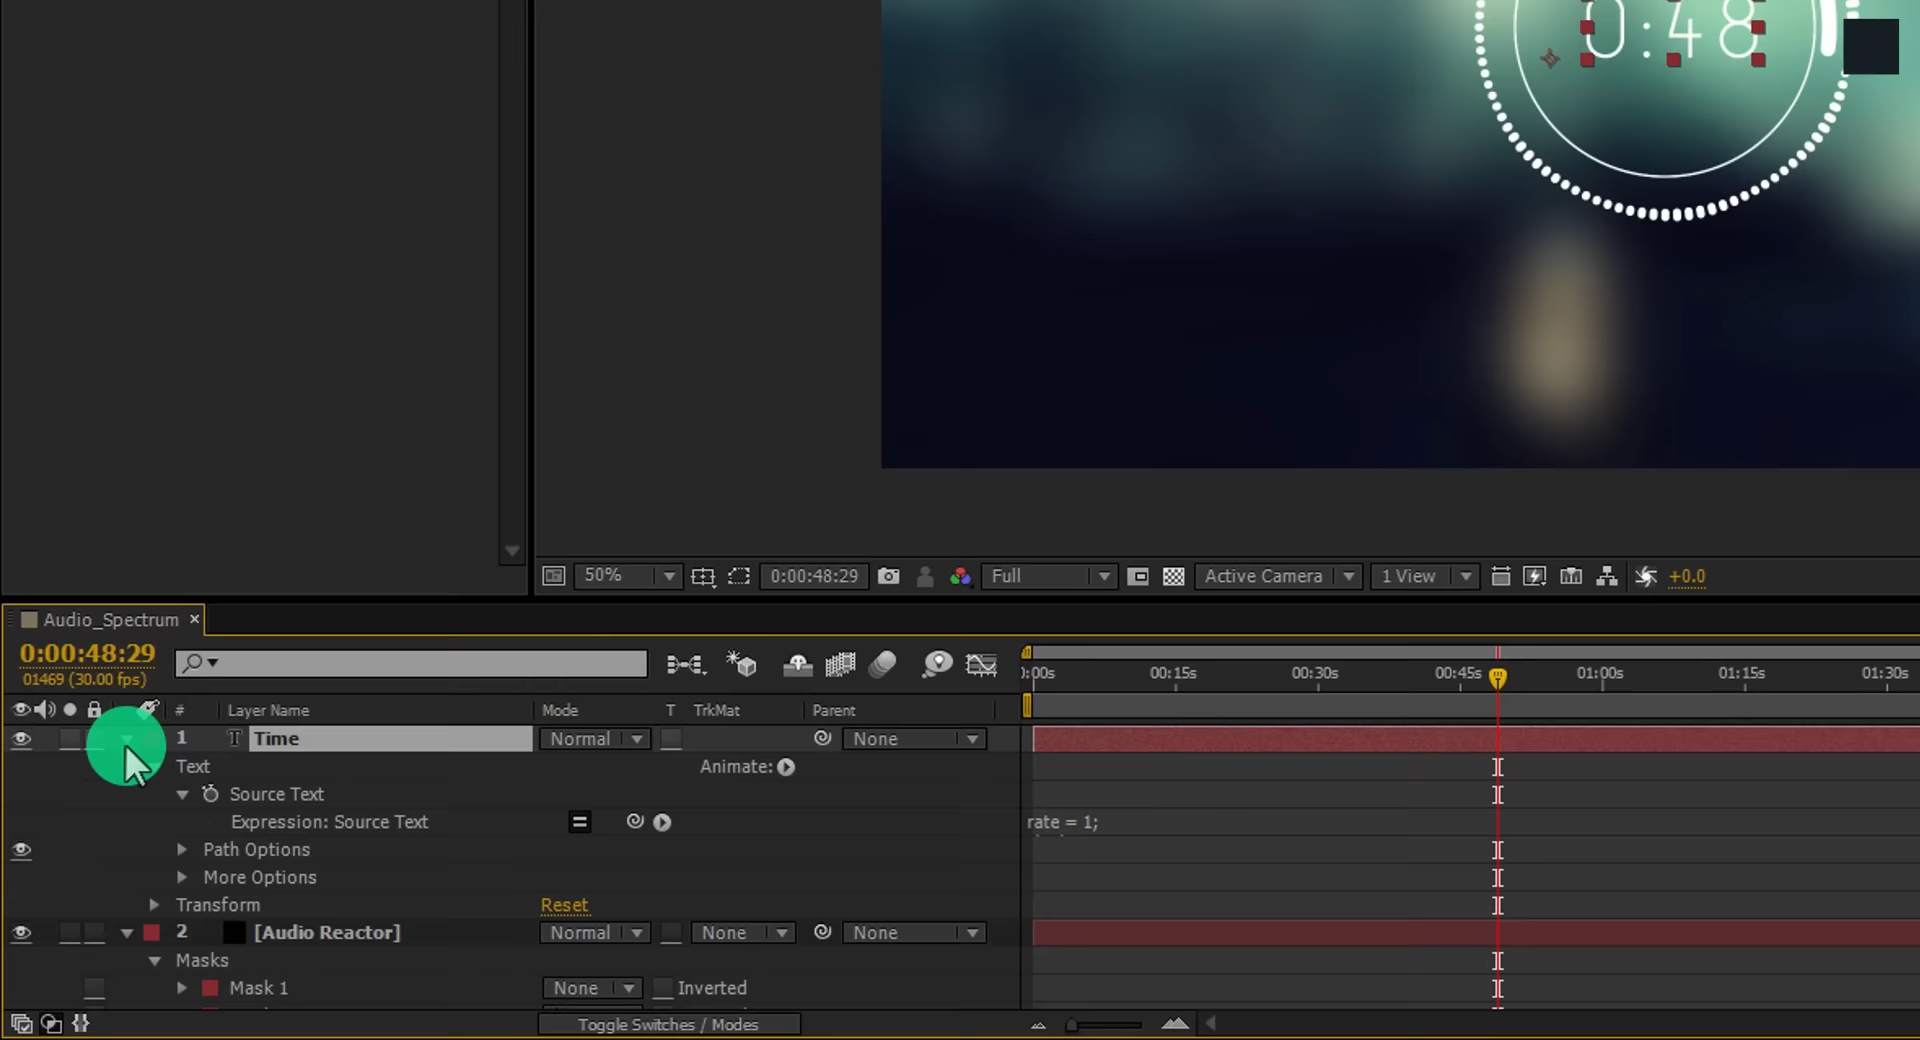 0:48
50%
0:00:48:29
Full
Active Camera
1 View
+0.0
Audio_Spectrum ×
0:00:48:29
01469 (30.00 fps)
):00s 00:15s 00:30s 00:45s 01:00s 01:15s 01:30s
# Layer Name Mode T TrkMat Parent
1 T Time Normal None
Text Animate:
Source Text
Expression: Source Text rate = 1;
Path Options
More Options
Transform Reset
2 [Audio Reactor] Normal None None
Masks
Mask 1 None Inverted
Toggle Switches / Modes